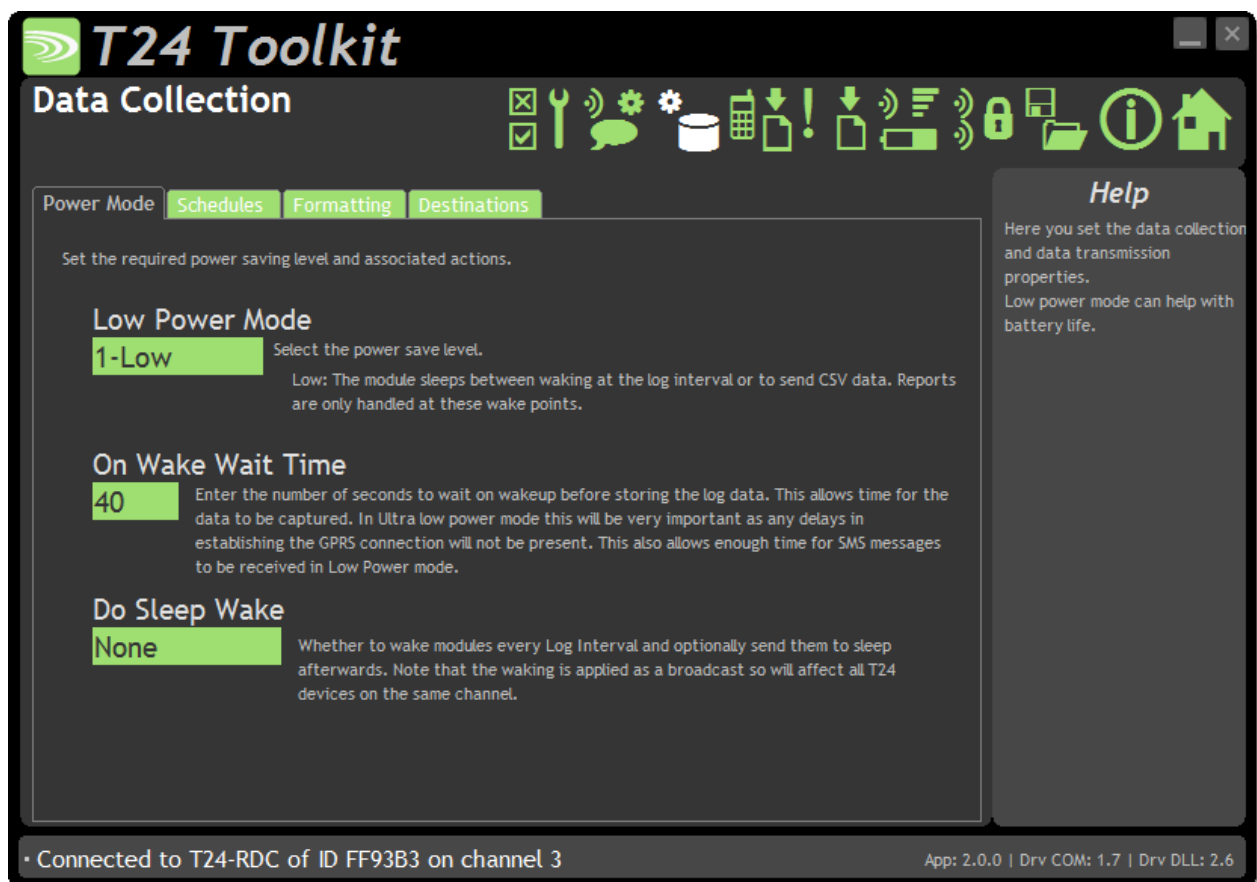 T24 Toolkit
Data Collection
Power Mode
Schedules
Formatting
Destinations
Set the required power saving level and associated actions.
Low Power Mode
1-Low
Select the power save level.
Low: The module sleeps between waking at the log interval or to send CSV data. Reports
are only handled at these wake points.
On Wake Wait Time
40
Enter the number of seconds to wait on wakeup before storing the log data. This allows time for the
data to be captured. In Ultra low power mode this will be very important as any delays in
establishing the GPRS connection will not be present. This also allows enough time for SMS messages
to be received in Low Power mode.
Do Sleep Wake
None
Whether to wake modules every Log Interval and optionally send them to sleep
afterwards. Note that the waking is applied as a broadcast so will affect all T24
devices on the same channel.
Help
Here you set the data collection
and data transmission
properties.
Low power mode can help with
battery life.
Connected to T24-RDC of ID FF93B3 on channel 3
App: 2.0.0 | Drv COM: 1.7 | Drv DLL: 2.6